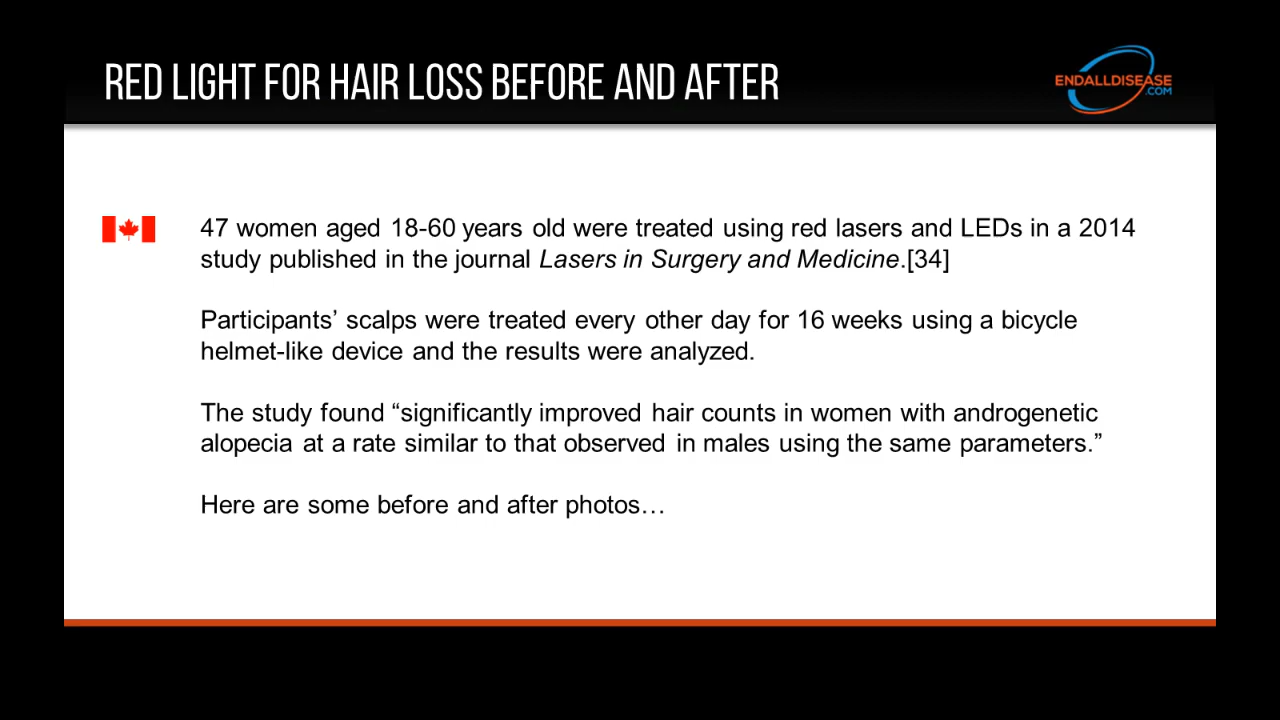 RED LIGHT FOR HAIR LOSS BEFORE AND AFTER
ENDALLDISEASE
.COM
47 women aged 18-60 years old were treated using red lasers and LEDs in a 2014
study published in the journal Lasers in Surgery and Medicine.[34]
Participants’ scalps were treated every other day for 16 weeks using a bicycle
helmet-like device and the results were analyzed.
The study found “significantly improved hair counts in women with androgenetic
alopecia at a rate similar to that observed in males using the same parameters.”
Here are some before and after photos…